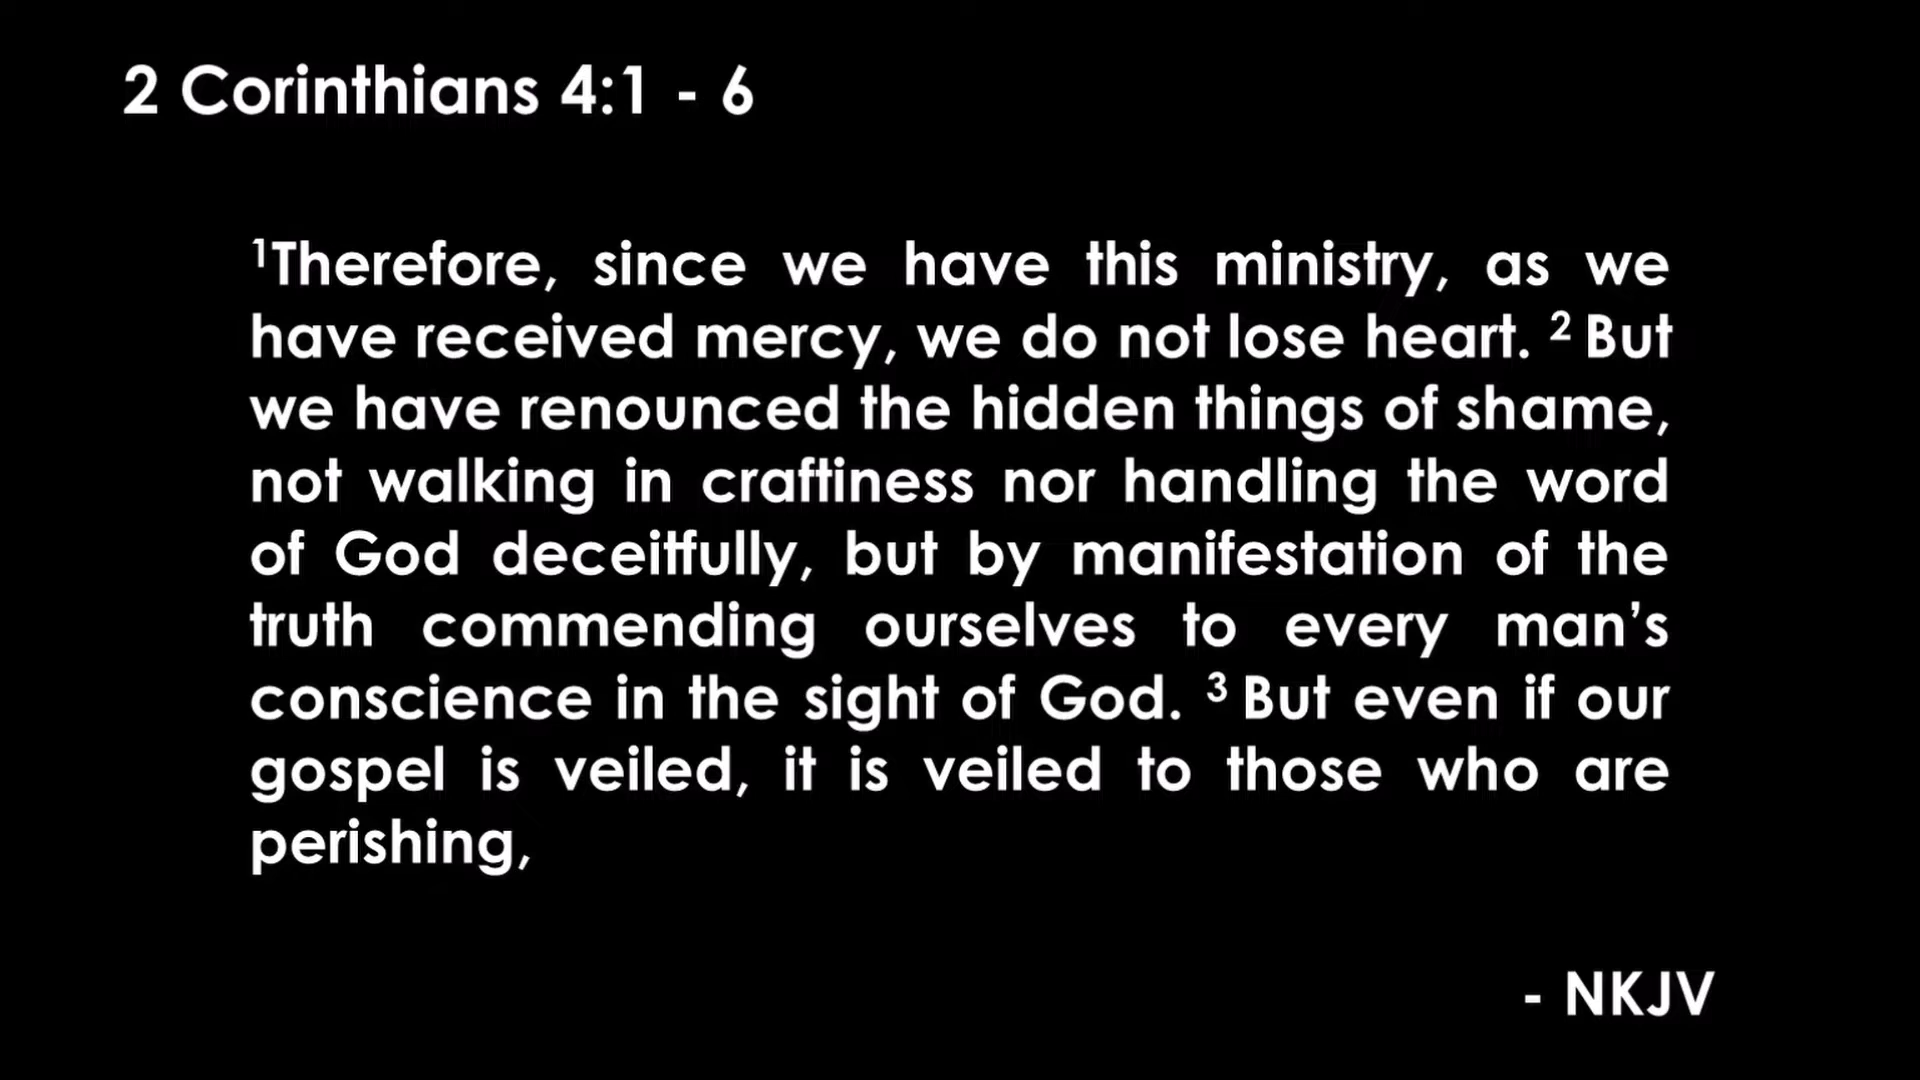 2 Corinthians 4:1 - 6
¹Therefore, since we have this ministry, as we
have received mercy, we do not lose heart. ² But
we have renounced the hidden things of shame,
not walking in craftiness nor handling the word
of God deceitfully, but by manifestation of the
truth commending ourselves to every man’s
conscience in the sight of God. ³ But even if our
gospel is veiled, it is veiled to those who are
perishing,
- NKJV